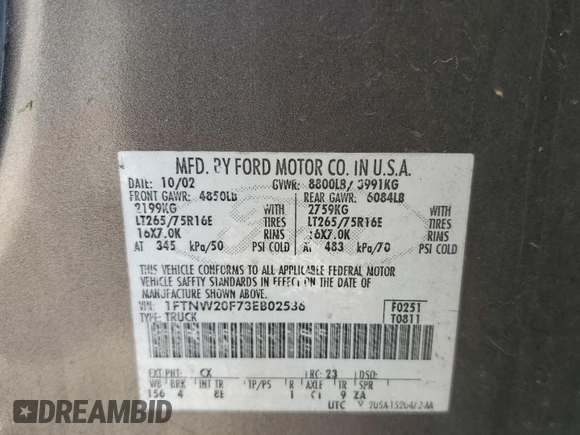 MFD. BY FORD MOTOR CO. IN U.S.A.
DATE: 10/02 GVWR: 8800LB/ 3991KG
FRONT GAWR: 4850LB REAR GAWR: 6084LB
2199KG WITH 2759KG WITH
LT265/75R16E TIRES LT265/75R16E TIRES
16X7.0K RIMS 16X7.0K RIMS
AT 345 kPa/50 PSI COLD AT 483 kPa/70 PSI COLD
THIS VEHICLE CONFORMS TO ALL APPLICABLE FEDERAL MOTOR
VEHICLE SAFETY STANDARDS IN EFFECT ON THE DATE OF
MANUFACTURE SHOWN ABOVE.
VIN: 1FTNW20F73EB02536 F0251
TYPE: TRUCK T0811
EXT PNT: CX RC: 23 DSO:
WB BRK INT TR TP/PS R AXLE TR SPR
156 4 8E 1 C1 9 ZA
UTC
DREAMBID
DREAMBID